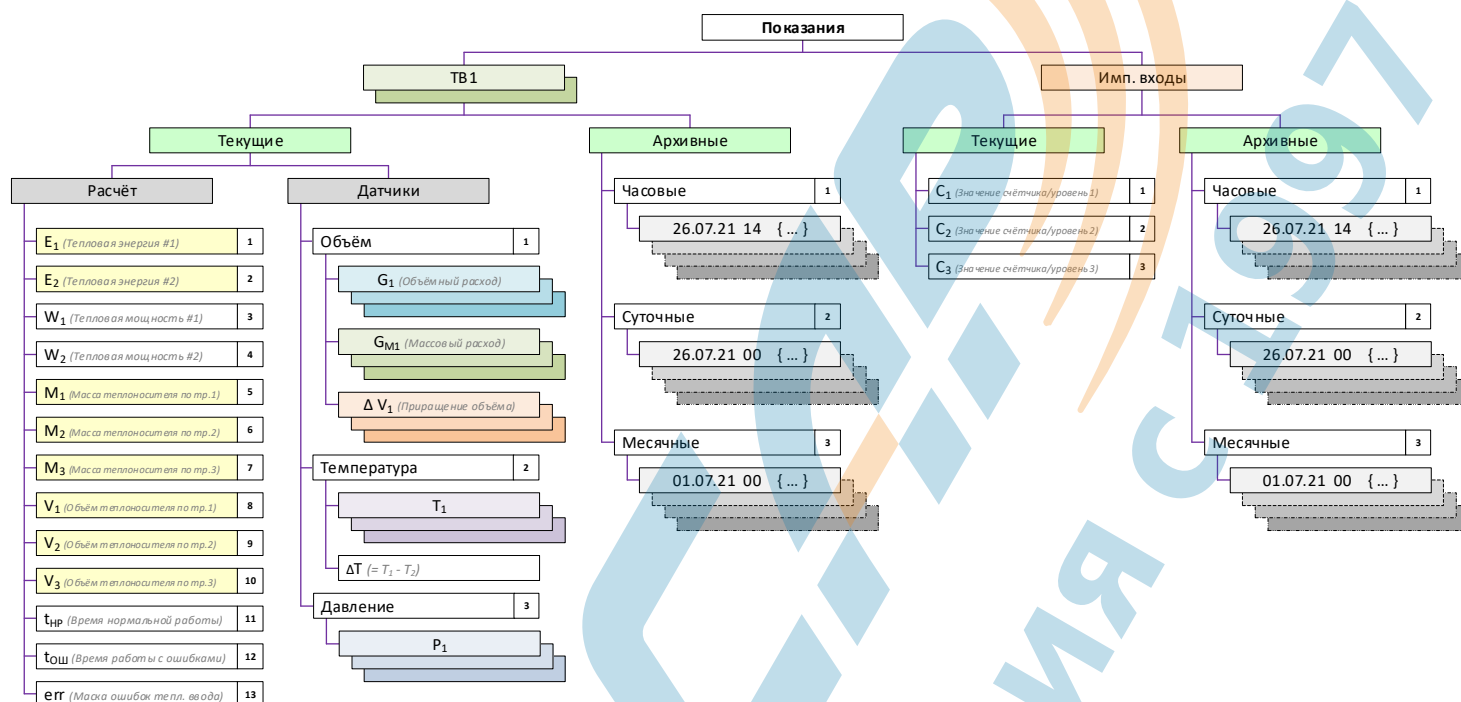 Показания
ТВ1
Имп. входы
Текущие
Архивные
Текущие
Архивные
Расчёт
Датчики
E1 (Тепловая энергия #1) 1
E2 (Тепловая энергия #2) 2
W1 (Тепловая мощность #1) 3
W2 (Тепловая мощность #2) 4
M1 (Масса теплоносителя по тр.1) 5
M2 (Масса теплоносителя по тр.2) 6
M3 (Масса теплоносителя по тр.3) 7
V1 (Объём теплоносителя по тр.1) 8
V2 (Объём теплоносителя по тр.2) 9
V3 (Объём теплоносителя по тр.3) 10
tНР (Время нормальной работы) 11
tОШ (Время работы с ошибками) 12
err (Маска ошибок тепл. ввода) 13
Объём 1
G1 (Объёмный расход)
GM1 (Массовый расход)
Δ V1 (Приращение объёма)
Температура 2
T1
ΔT (= T1 - T2)
Давление 3
P1
Часовые 1
26.07.21 14 { ... }
Суточные 2
26.07.21 00 { ... }
Месячные 3
01.07.21 00 { ... }
C1 (Значение счётчика/уровень 1) 1
C2 (Значение счётчика/уровень 2) 2
C3 (Значение счётчика/уровень 3) 3
Часовые 1
26.07.21 14 { ... }
Суточные 2
26.07.21 00 { ... }
Месячные 3
01.07.21 00 { ... }
с 1997